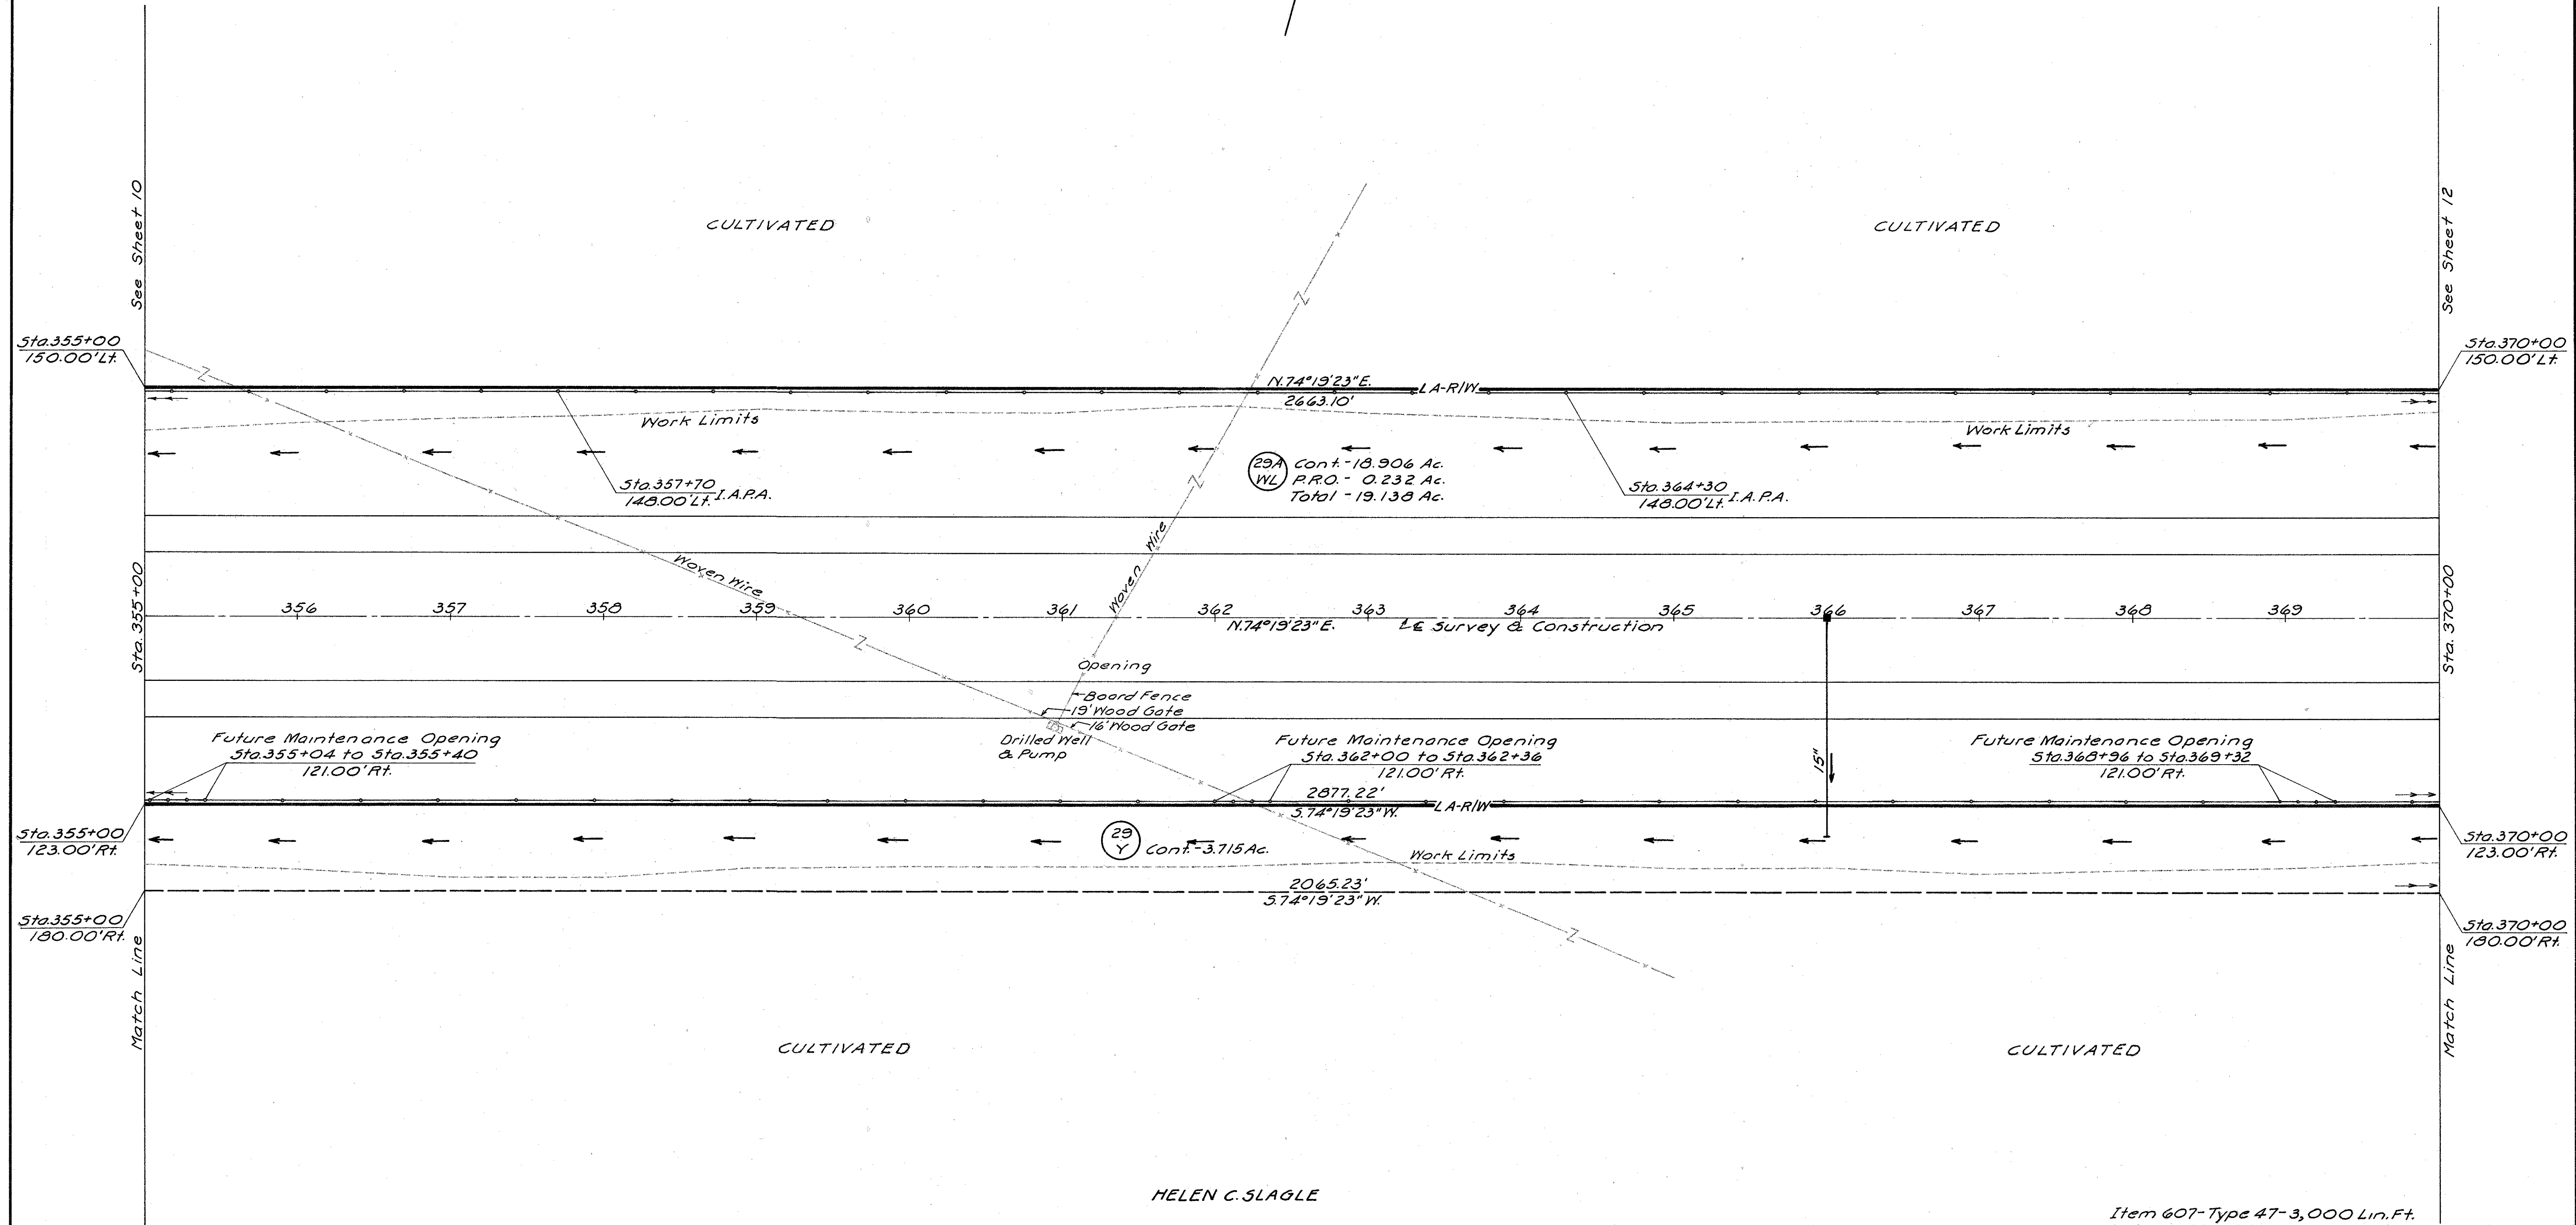 See Sheet 10
See Sheet 12
CULTIVATED
CULTIVATED
Sta.355+00
150.00'Lt.
Sta.370+00
150.00'Lt.
N.74°19'23"E.
LA-R/W
2663.10'
Work Limits
Work Limits
29A
WL
Cont.-18.906 Ac.
P.R.O.- 0.232 Ac.
Total -19.138 Ac.
Sta.357+70
148.00'Lt.
I.A.P.A.
Sta.364+30
148.00'Lt.
I.A.P.A.
Woven Wire
Woven Wire
Sta.355+00
356
357
358
359
360
361
362
363
364
365
366
367
368
369
Sta. 370+00
N.74°19'23"E.
L℄ Survey & Construction
Opening
Board Fence
19' Wood Gate
16' Wood Gate
Drilled Well
& Pump
15"
Future Maintenance Opening
Sta.355+04 to Sta.355+40
121.00'Rt.
Future Maintenance Opening
Sta.362+00 to Sta.362+36
121.00'Rt.
Future Maintenance Opening
Sta.368+96 to Sta.369+32
121.00'Rt.
2877.22'
LA-R/W
S.74°19'23"W.
Sta.355+00
123.00'Rt.
29
Y
Cont.-3.715 Ac.
Work Limits
Sta.370+00
123.00'Rt.
2065.23'
S.74°19'23"W.
Sta.355+00
180.00'Rt.
Sta.370+00
180.00'Rt.
Match Line
Match Line
CULTIVATED
CULTIVATED
HELEN C. SLAGLE
Item 607-Type 47-3,000 Lin.Ft.